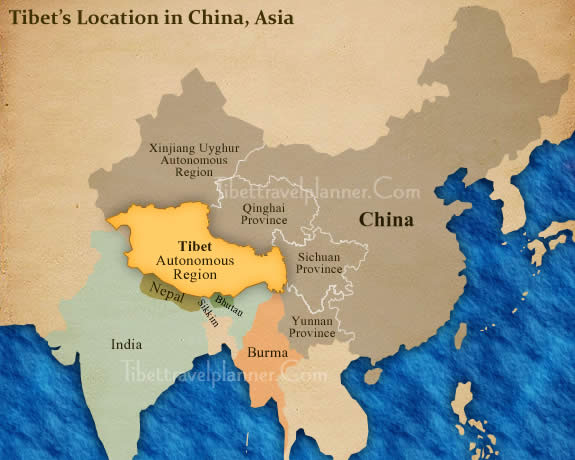 Tibet's Location in China, Asia
Xinjiang Uyghur
Autonomous
Region
Tibettravelplanner.Com
Qinghai
Province
China
Tibet
Autonomous
Region
Sichuan
Province
Nepal
Sikkim
Bhutan
Yunnan
Province
India
Burma
Tibettravelplanner.Com